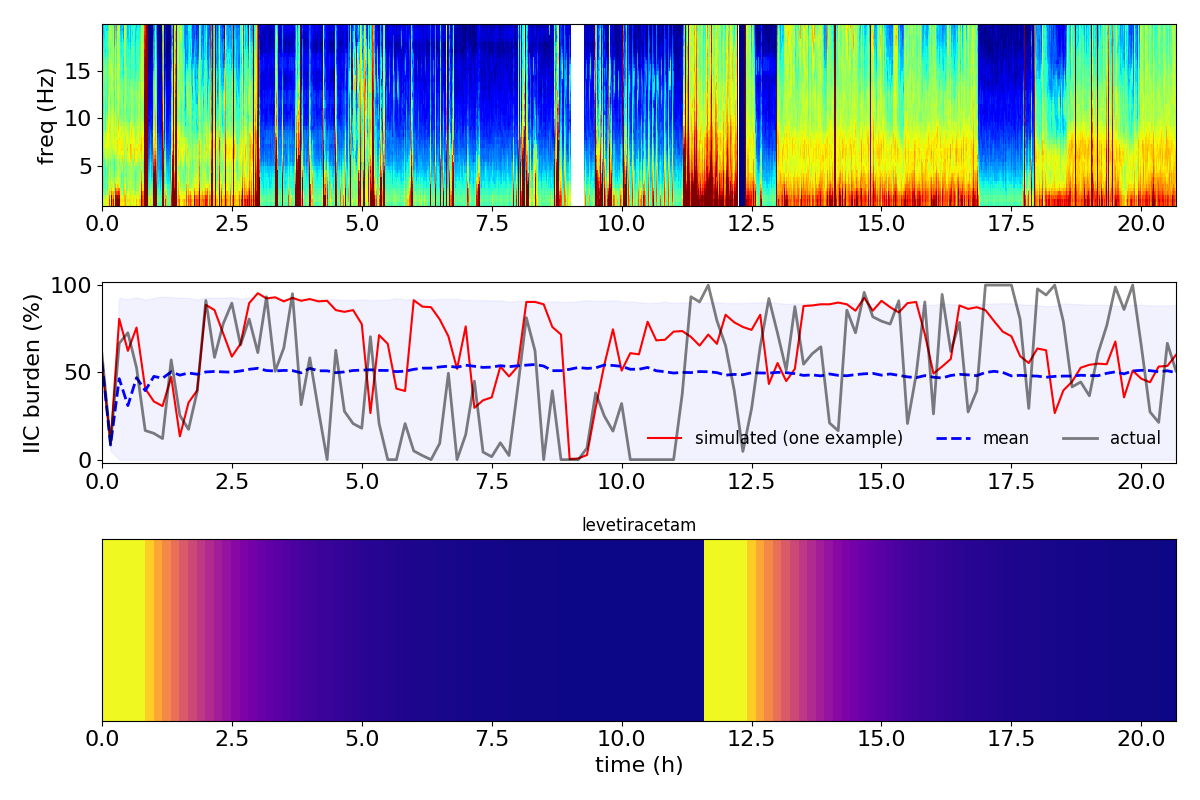 freq (Hz)
15
10
5
0.0 2.5 5.0 7.5 10.0 12.5 15.0 17.5 20.0
IIC burden (%)
100
50
0
simulated (one example) mean actual
0.0 2.5 5.0 7.5 10.0 12.5 15.0 17.5 20.0
levetiracetam
0.0 2.5 5.0 7.5 10.0 12.5 15.0 17.5 20.0
time (h)